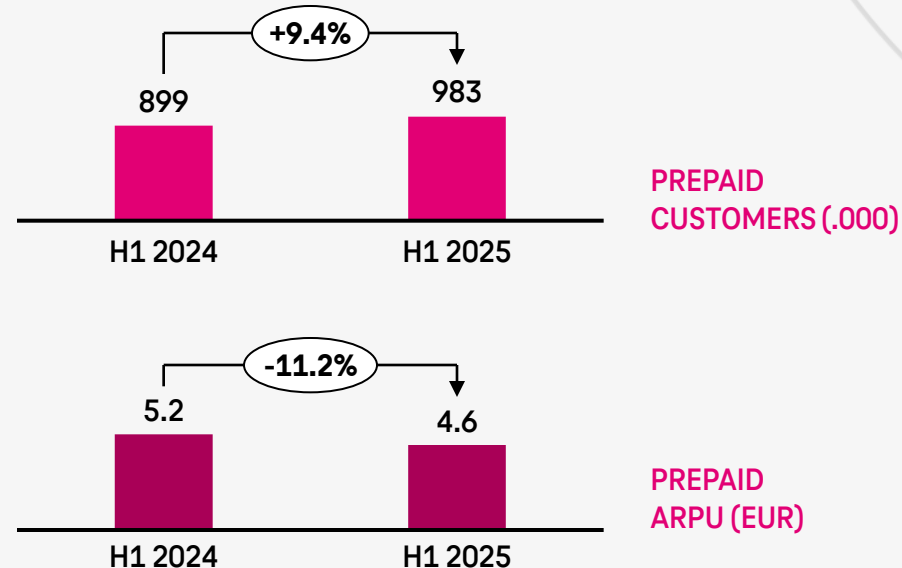 +9.4%
899
983
H1 2024
H1 2025
PREPAID
CUSTOMERS (.000)
-11.2%
5.2
4.6
H1 2024
H1 2025
PREPAID
ARPU (EUR)